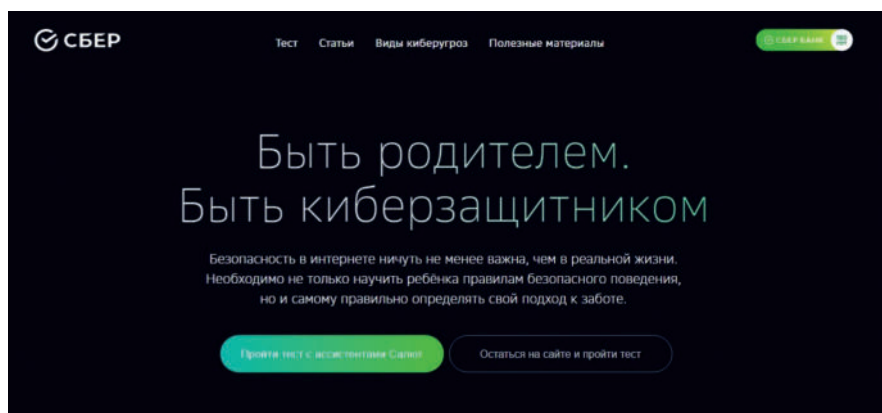 СБЕР
Тест Статьи Виды киберугроз Полезные материалы
СБЕР БАНК
Быть родителем.
Быть киберзащитником
Безопасность в интернете ничуть не менее важна, чем в реальной жизни.
Необходимо не только научить ребёнка правилам безопасного поведения,
но и самому правильно определять свой подход к заботе.
Пройти тест с ассистентами Салют
Остаться на сайте и пройти тест